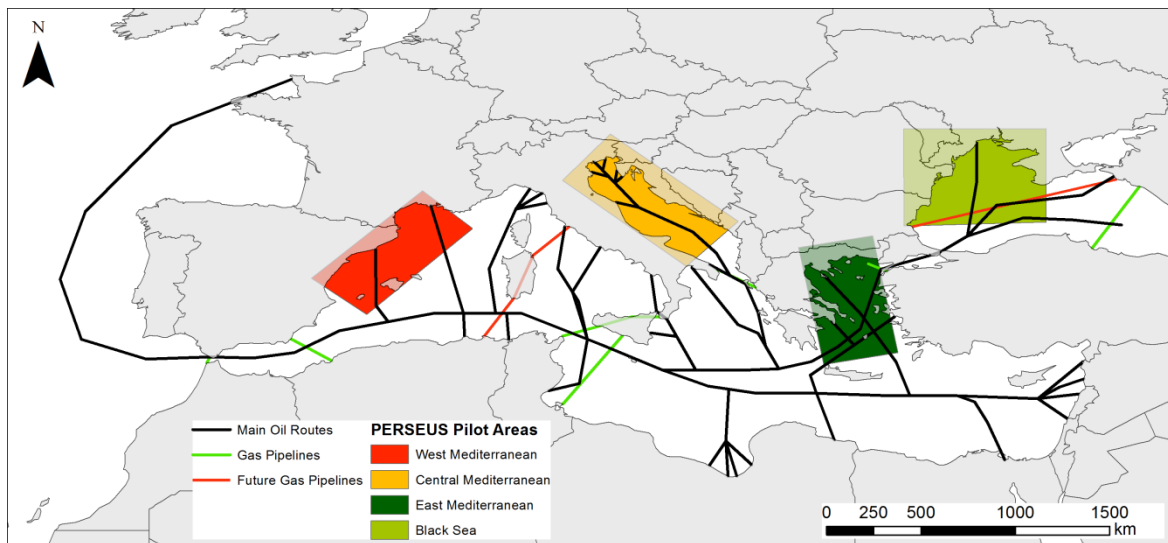 N
Main Oil Routes
Gas Pipelines
Future Gas Pipelines
PERSEUS Pilot Areas
West Mediterranean
Central Mediterranean
East Mediterranean
Black Sea
0 250 500 1000 1500
km